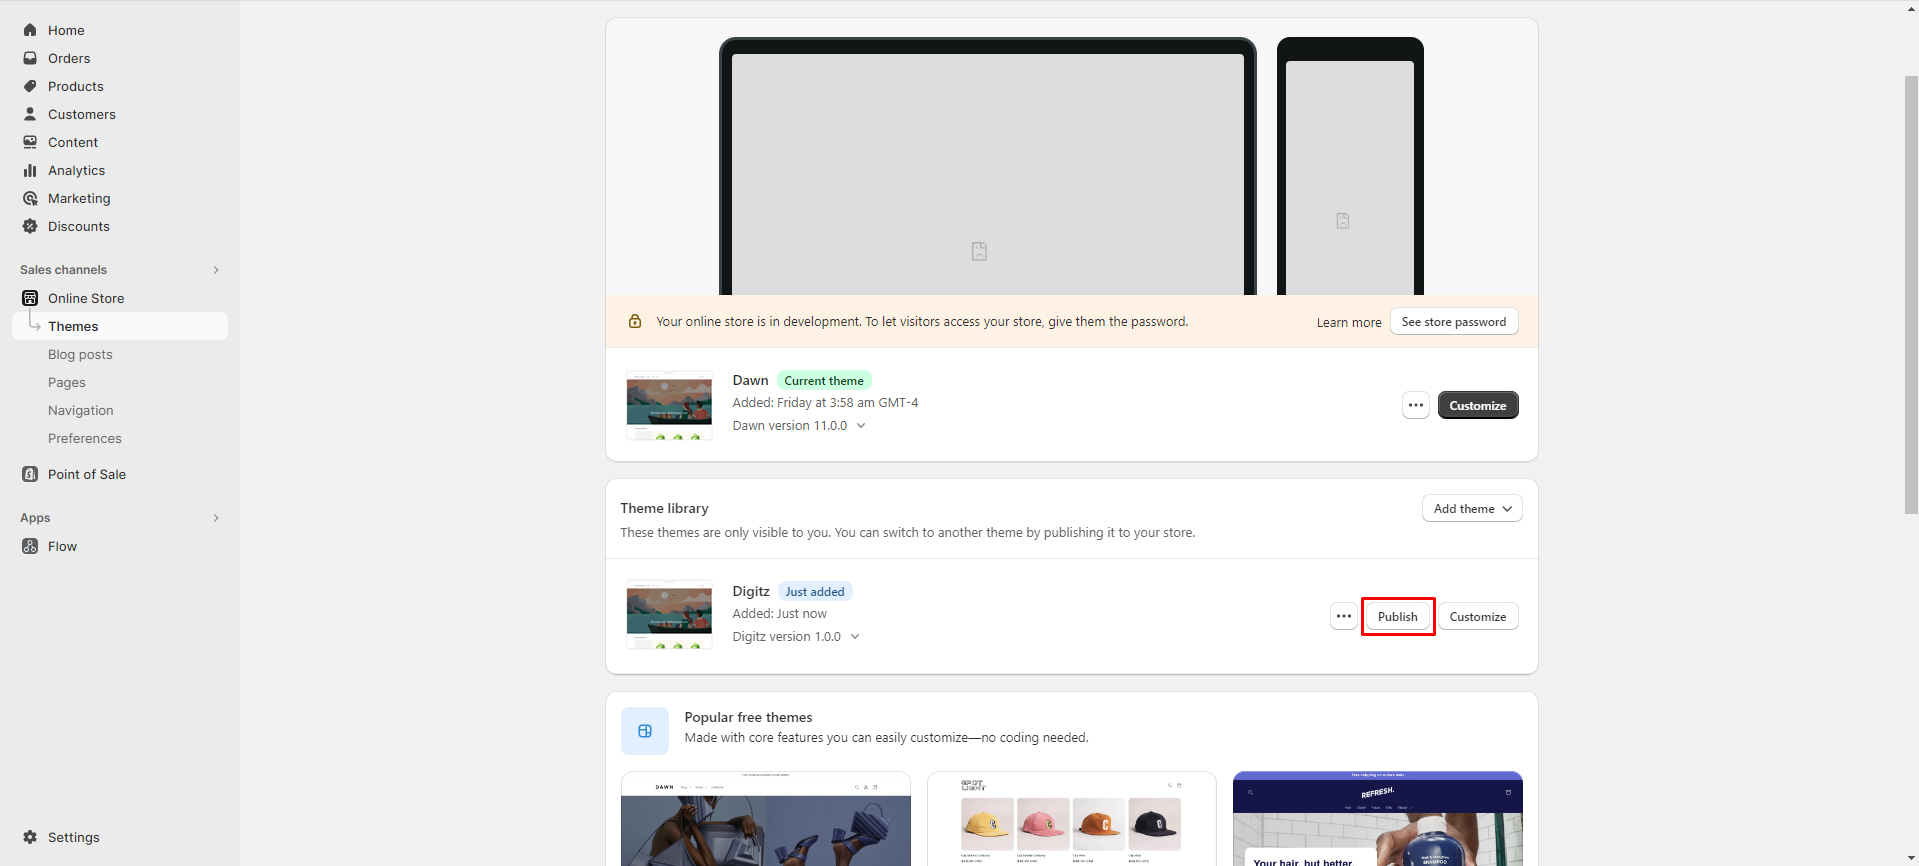 Home
Orders
Products
Customers
Content
Analytics
Marketing
Discounts
Sales channels
Online Store
Themes
Blog posts
Pages
Navigation
Preferences
Point of Sale
Apps
Flow
Settings
Your online store is in development. To let visitors access your store, give them the password.
Learn more
See store password
Dawn Current theme
Added: Friday at 3:58 am GMT-4
Dawn version 11.0.0
Customize
Theme library
Add theme
These themes are only visible to you. You can switch to another theme by publishing it to your store.
Digitz Just added
Added: Just now
Digitz version 1.0.0
Publish
Customize
Popular free themes
Made with core features you can easily customize—no coding needed.
DAWN
SPOT
LIGHT
REFRESH.
SHAMPOO
Your hair, but better.